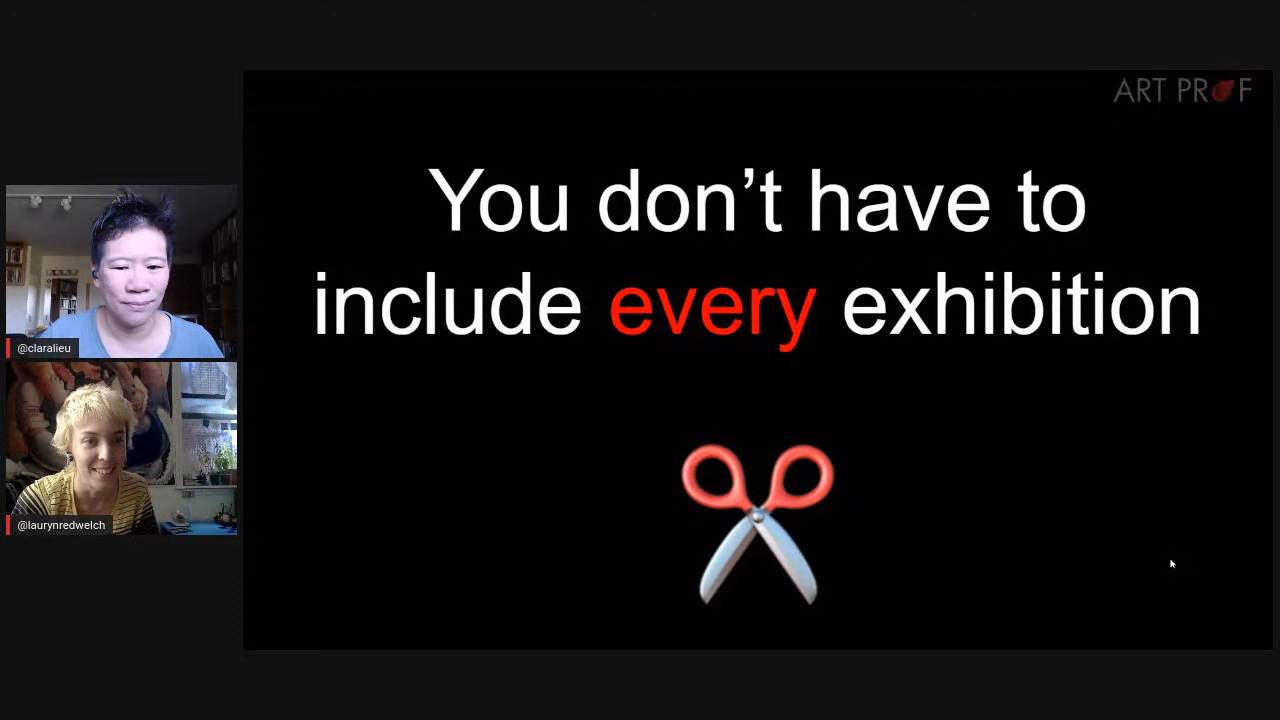 ART PROF
You don’t have to
include every exhibition
@claralieu
@laurynredwelch